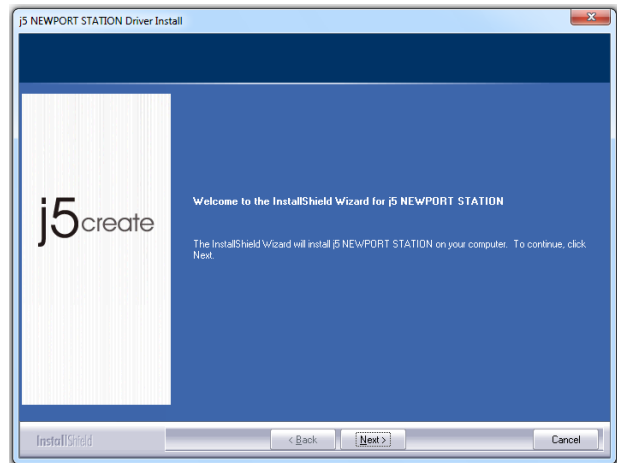 j5 NEWPORT STATION Driver Install
j5create
Welcome to the InstallShield Wizard for j5 NEWPORT STATION
The InstallShield Wizard will install j5 NEWPORT STATION on your computer. To continue, click
Next.
InstallShield
< Back
Next >
Cancel